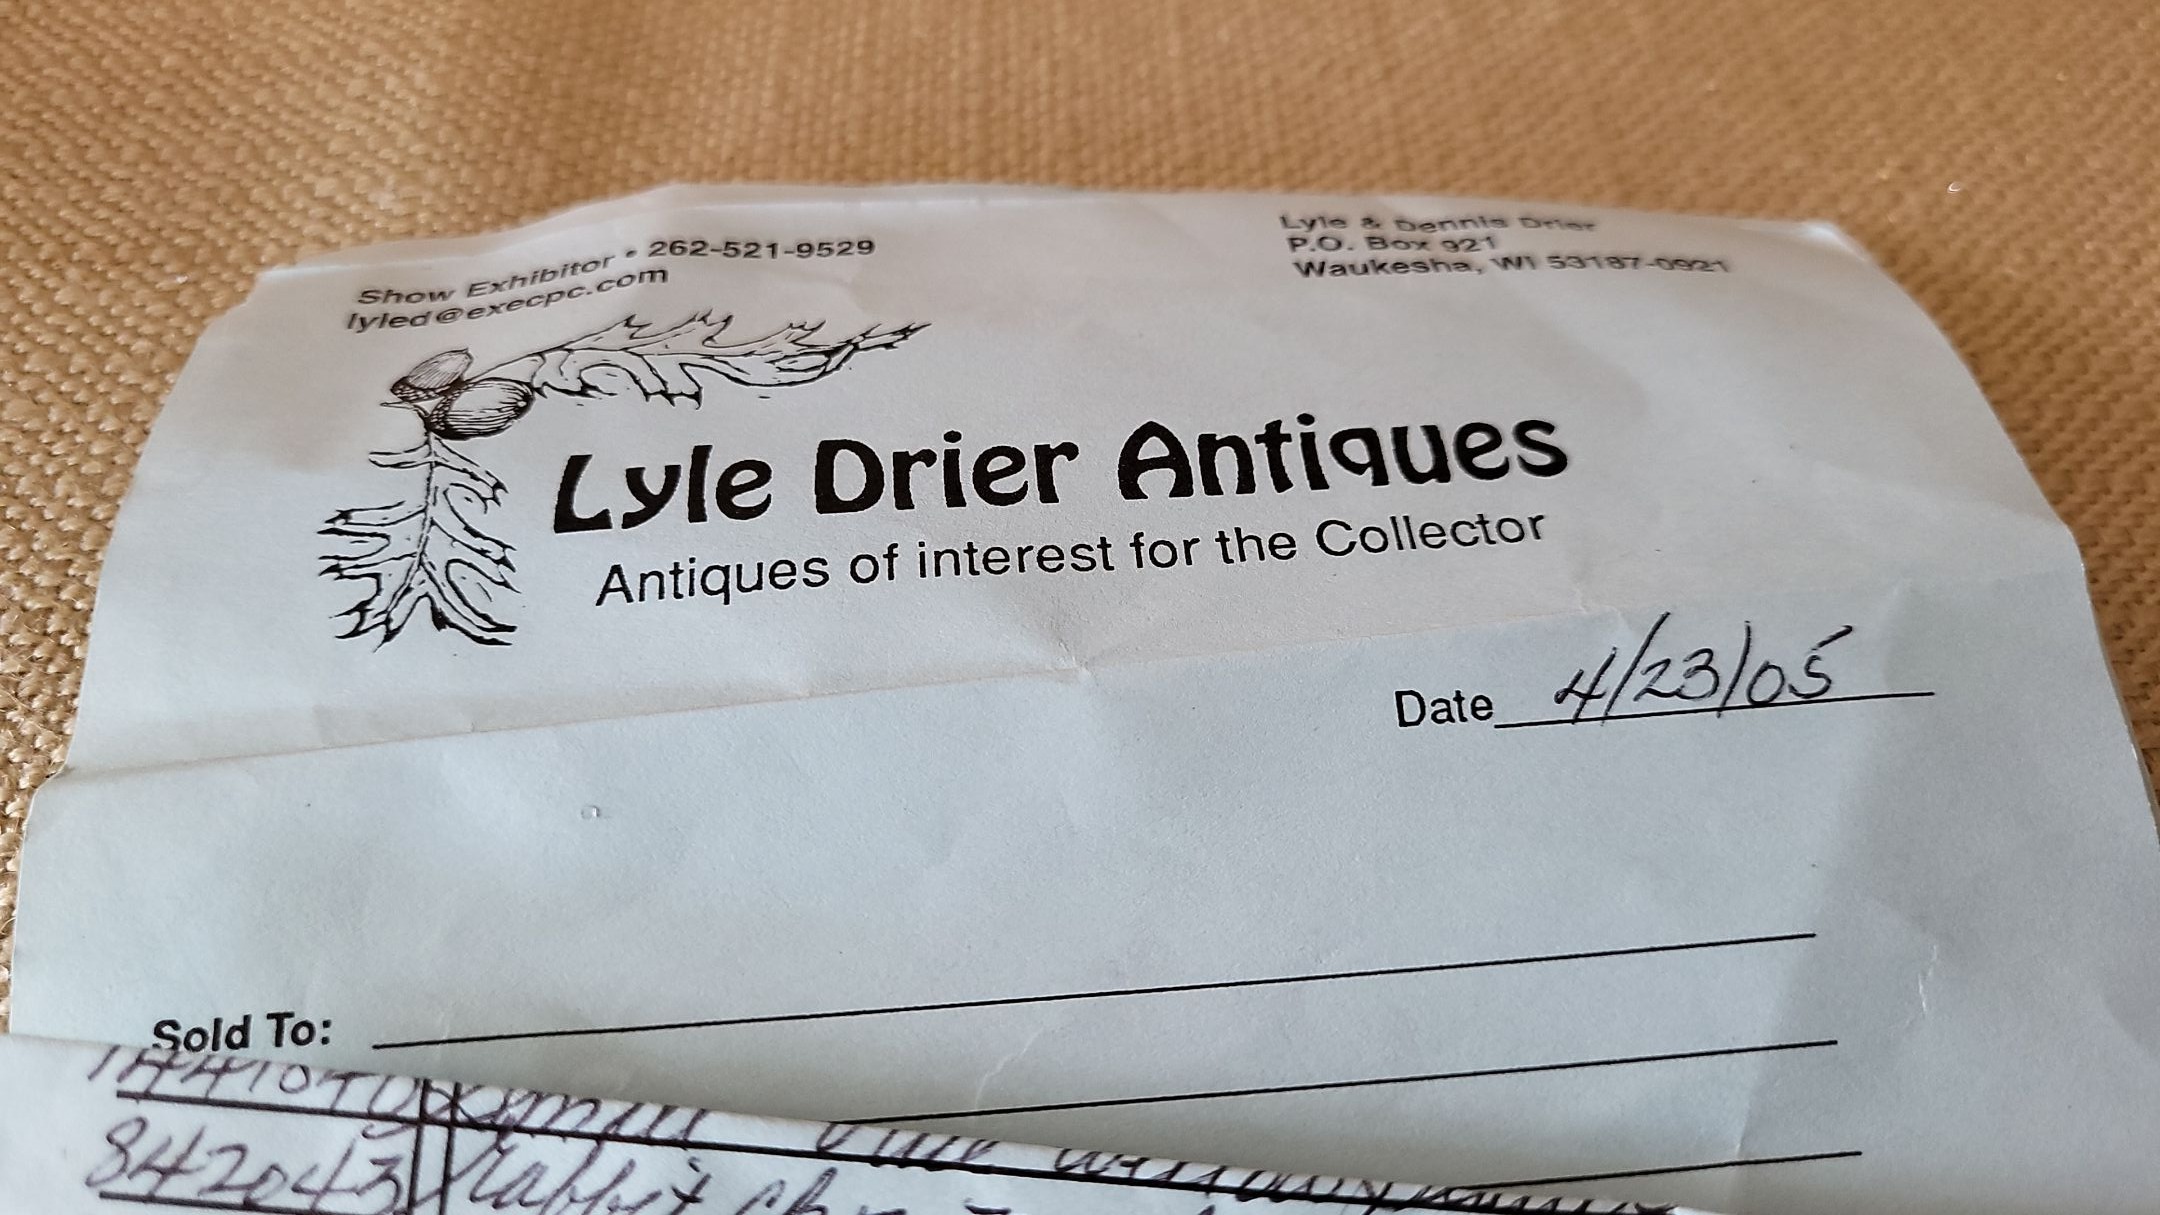 Show Exhibitor • 262-521-9529
lyled@execpc.com
Lyle & Dennis Drier
P.O. Box 921
Waukesha, WI 53187-0921
Lyle Drier Antiques
Antiques of interest for the Collector
Date 4/23/05
Sold To:
842043 Rabbit